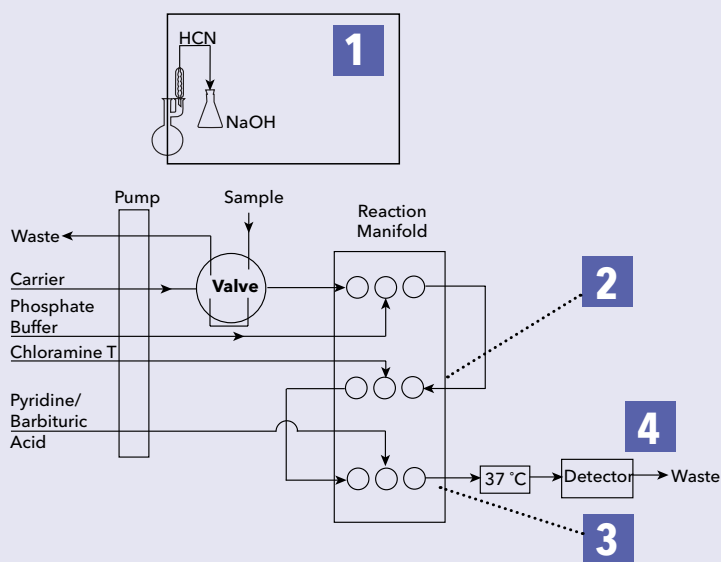 HCN
1
NaOH
Pump
Sample
Reaction
Manifold
Waste
Carrier
Valve
2
Phosphate
Buffer
Chloramine T
Pyridine/
Barbituric
Acid
4
37 °C
Detector
Waste
3